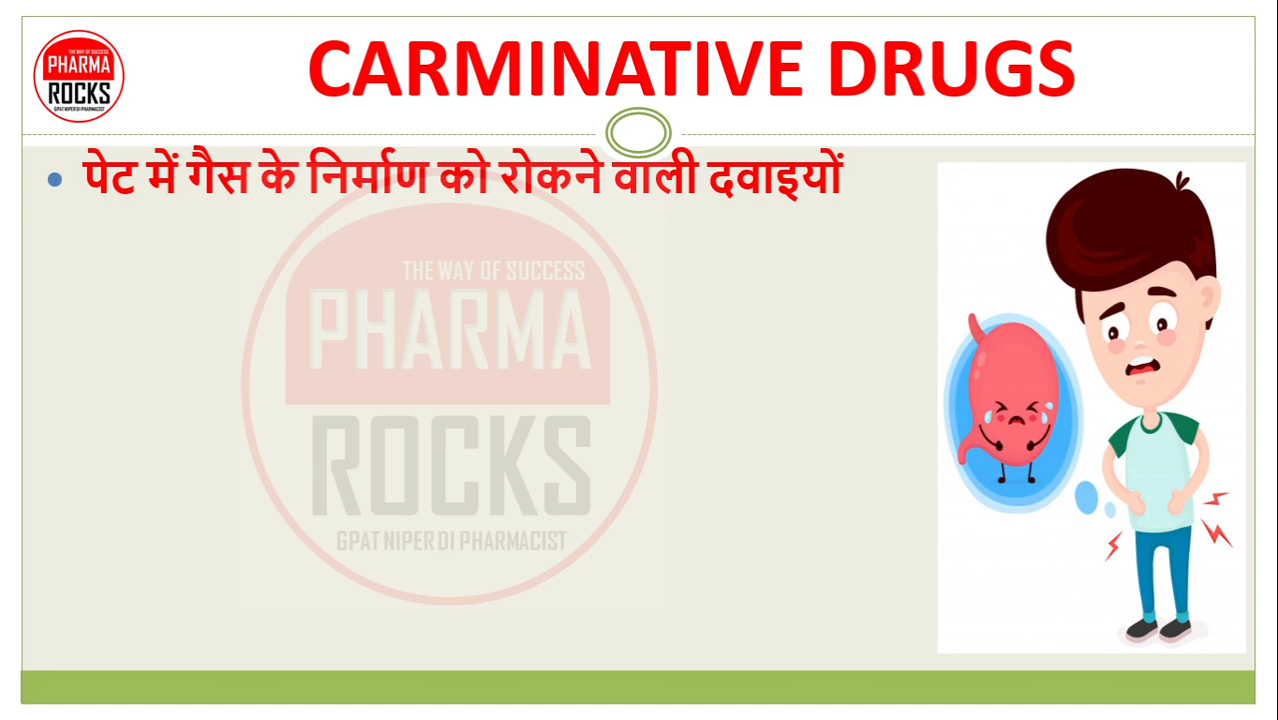 THE WAY OF SUCCESS
PHARMA
ROCKS
GPAT NIPER DI PHARMACIST
CARMINATIVE DRUGS
• पेट में गैस के निर्माण को रोकने वाली दवाइयों
THE WAY OF SUCCESS
PHARMA
ROCKS
GPAT NIPER DI PHARMACIST